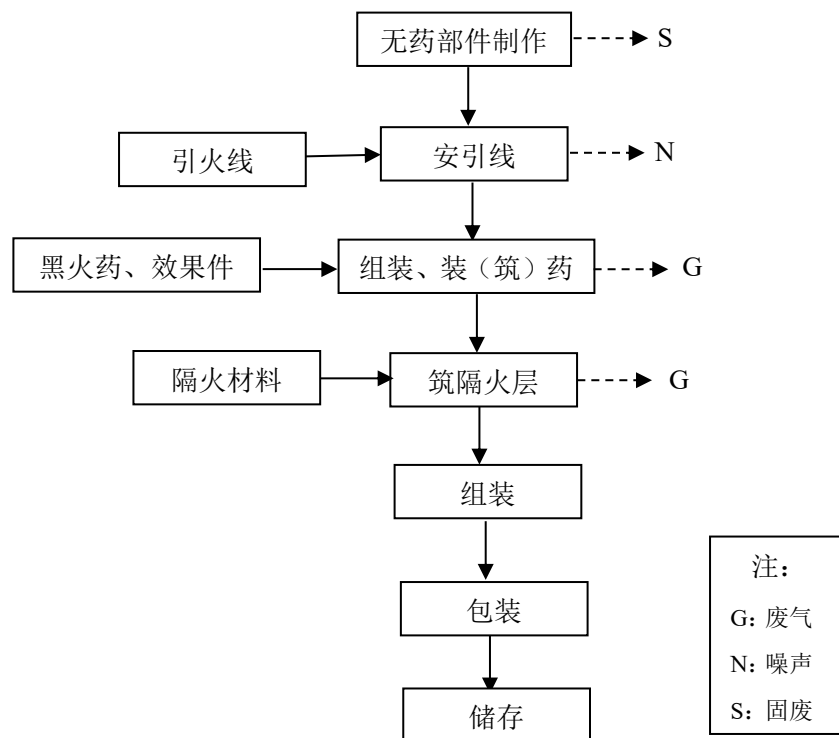 无药部件制作
S
引火线
安引线
N
黑火药、效果件
组装、装（筑）药
G
隔火材料
筑隔火层
G
组装
包装
储存
注：
G：废气
N：噪声
S：固废